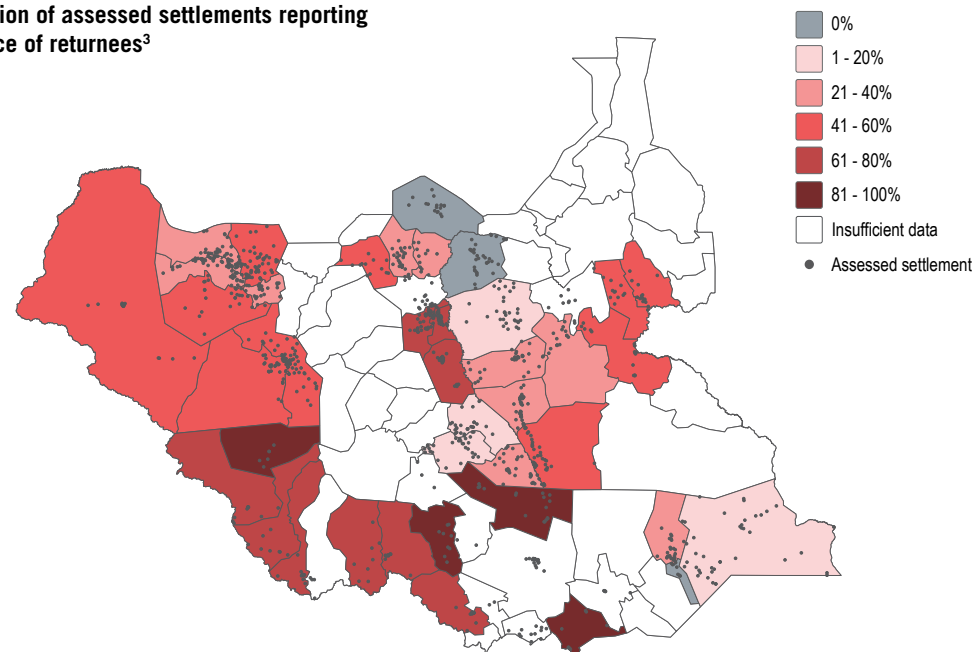 ion of assessed settlements reporting
ce of returnees³
0%
1 - 20%
21 - 40%
41 - 60%
61 - 80%
81 - 100%
Insufficient data
Assessed settlement